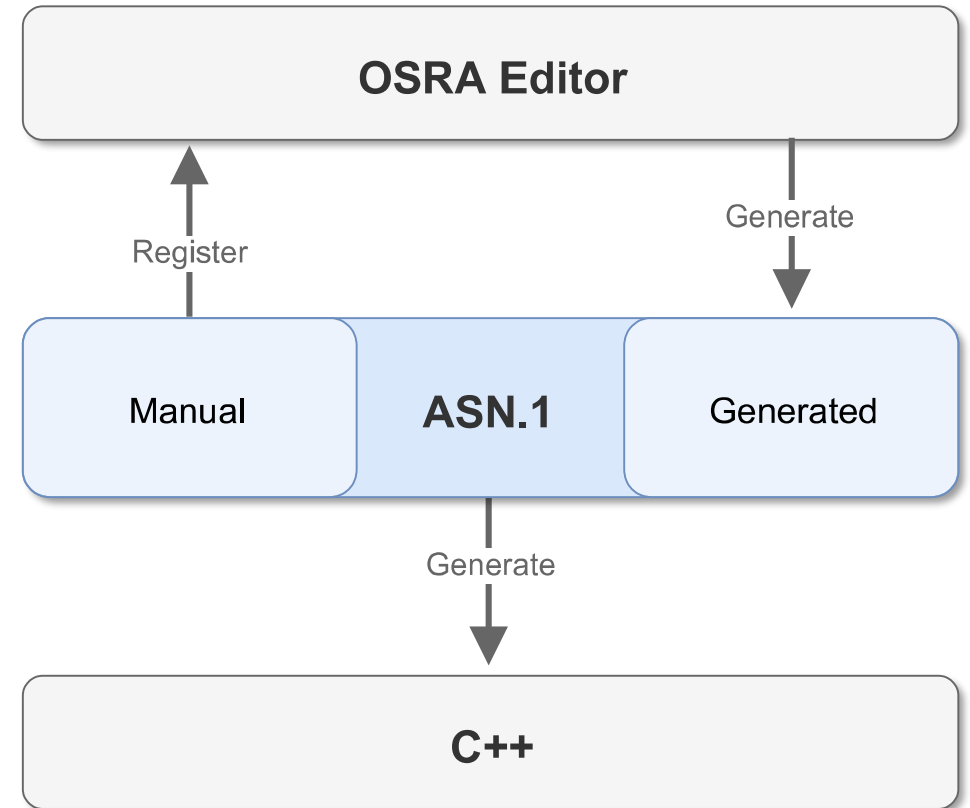 OSRA Editor
Register
Generate
Manual
ASN.1
Generated
Generate
C++